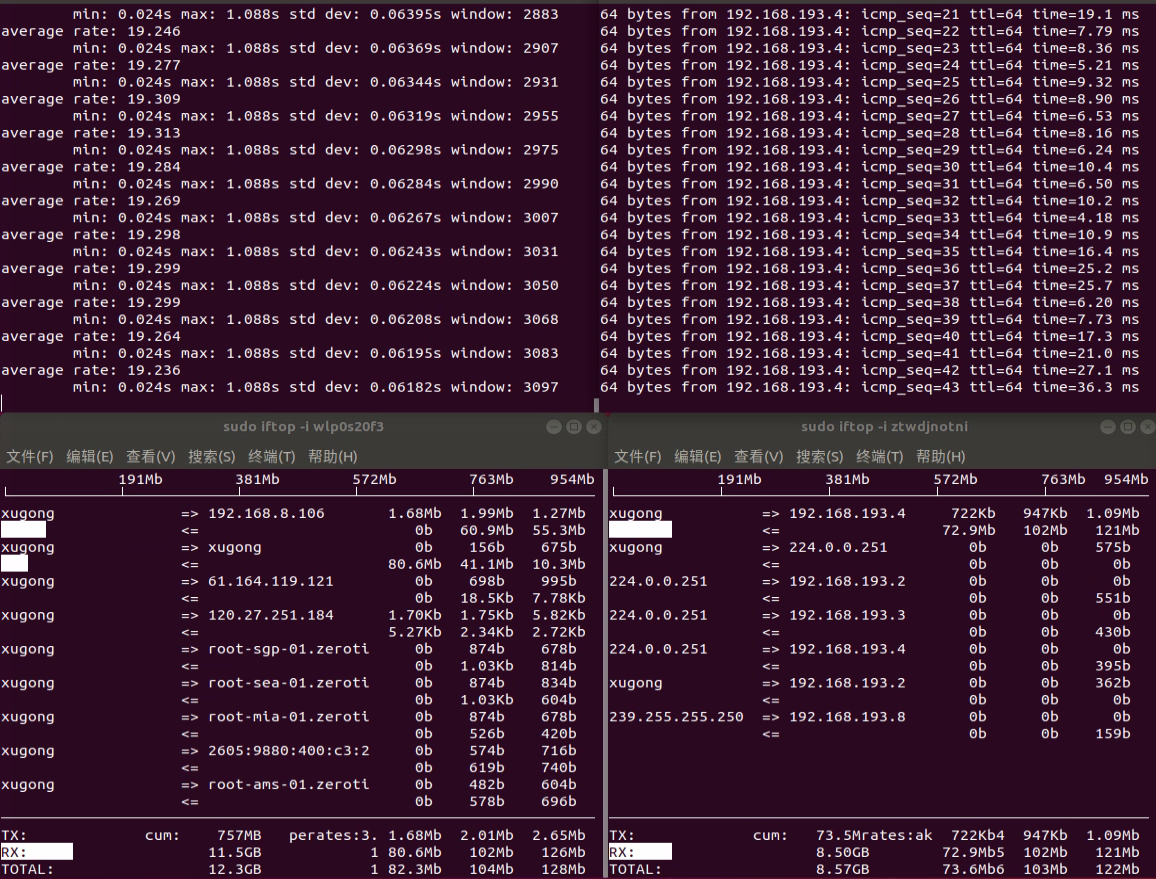 min: 0.024s max: 1.088s std dev: 0.06395s window: 2883
average rate: 19.246
min: 0.024s max: 1.088s std dev: 0.06369s window: 2907
average rate: 19.277
min: 0.024s max: 1.088s std dev: 0.06344s window: 2931
average rate: 19.309
min: 0.024s max: 1.088s std dev: 0.06319s window: 2955
average rate: 19.313
min: 0.024s max: 1.088s std dev: 0.06298s window: 2975
average rate: 19.284
min: 0.024s max: 1.088s std dev: 0.06284s window: 2990
average rate: 19.269
min: 0.024s max: 1.088s std dev: 0.06267s window: 3007
average rate: 19.298
min: 0.024s max: 1.088s std dev: 0.06243s window: 3031
average rate: 19.299
min: 0.024s max: 1.088s std dev: 0.06224s window: 3050
average rate: 19.299
min: 0.024s max: 1.088s std dev: 0.06208s window: 3068
average rate: 19.264
min: 0.024s max: 1.088s std dev: 0.06195s window: 3083
average rate: 19.236
min: 0.024s max: 1.088s std dev: 0.06182s window: 3097
64 bytes from 192.168.193.4: icmp_seq=21 ttl=64 time=19.1 ms
64 bytes from 192.168.193.4: icmp_seq=22 ttl=64 time=7.79 ms
64 bytes from 192.168.193.4: icmp_seq=23 ttl=64 time=8.36 ms
64 bytes from 192.168.193.4: icmp_seq=24 ttl=64 time=5.21 ms
64 bytes from 192.168.193.4: icmp_seq=25 ttl=64 time=9.32 ms
64 bytes from 192.168.193.4: icmp_seq=26 ttl=64 time=8.90 ms
64 bytes from 192.168.193.4: icmp_seq=27 ttl=64 time=6.53 ms
64 bytes from 192.168.193.4: icmp_seq=28 ttl=64 time=8.16 ms
64 bytes from 192.168.193.4: icmp_seq=29 ttl=64 time=6.24 ms
64 bytes from 192.168.193.4: icmp_seq=30 ttl=64 time=10.4 ms
64 bytes from 192.168.193.4: icmp_seq=31 ttl=64 time=6.50 ms
64 bytes from 192.168.193.4: icmp_seq=32 ttl=64 time=10.2 ms
64 bytes from 192.168.193.4: icmp_seq=33 ttl=64 time=4.18 ms
64 bytes from 192.168.193.4: icmp_seq=34 ttl=64 time=10.9 ms
64 bytes from 192.168.193.4: icmp_seq=35 ttl=64 time=16.4 ms
64 bytes from 192.168.193.4: icmp_seq=36 ttl=64 time=25.2 ms
64 bytes from 192.168.193.4: icmp_seq=37 ttl=64 time=25.7 ms
64 bytes from 192.168.193.4: icmp_seq=38 ttl=64 time=6.20 ms
64 bytes from 192.168.193.4: icmp_seq=39 ttl=64 time=7.73 ms
64 bytes from 192.168.193.4: icmp_seq=40 ttl=64 time=17.3 ms
64 bytes from 192.168.193.4: icmp_seq=41 ttl=64 time=21.0 ms
64 bytes from 192.168.193.4: icmp_seq=42 ttl=64 time=27.1 ms
64 bytes from 192.168.193.4: icmp_seq=43 ttl=64 time=36.3 ms
sudo iftop -i wlp0s20f3
文件(F) 编辑(E) 查看(V) 搜索(S) 终端(T) 帮助(H)
191Mb 381Mb 572Mb 763Mb 954Mb
xugong => 192.168.8.106 1.68Mb 1.99Mb 1.27Mb
<= 0b 60.9Mb 55.3Mb
xugong => xugong 0b 156b 675b
<= 80.6Mb 41.1Mb 10.3Mb
xugong => 61.164.119.121 0b 698b 995b
<= 0b 18.5Kb 7.78Kb
xugong => 120.27.251.184 1.70Kb 1.75Kb 5.82Kb
<= 5.27Kb 2.34Kb 2.72Kb
xugong => root-sgp-01.zeroti 0b 874b 678b
<= 0b 1.03Kb 814b
xugong => root-sea-01.zeroti 0b 874b 834b
<= 0b 1.03Kb 604b
xugong => root-mia-01.zeroti 0b 874b 678b
<= 0b 526b 420b
xugong => 2605:9880:400:c3:2 0b 574b 716b
<= 0b 619b 740b
xugong => root-ams-01.zeroti 0b 482b 604b
<= 0b 578b 696b
TX: cum: 757MB perates:3. 1.68Mb 2.01Mb 2.65Mb
RX: 11.5GB 1 80.6Mb 102Mb 126Mb
TOTAL: 12.3GB 1 82.3Mb 104Mb 128Mb
sudo iftop -i ztwdjnotni
文件(F) 编辑(E) 查看(V) 搜索(S) 终端(T) 帮助(H)
191Mb 381Mb 572Mb 763Mb 954Mb
xugong => 192.168.193.4 722Kb 947Kb 1.09Mb
<= 72.9Mb 102Mb 121Mb
xugong => 224.0.0.251 0b 0b 575b
<= 0b 0b 0b
224.0.0.251 => 192.168.193.2 0b 0b 0b
<= 0b 0b 551b
224.0.0.251 => 192.168.193.3 0b 0b 0b
<= 0b 0b 430b
224.0.0.251 => 192.168.193.4 0b 0b 0b
<= 0b 0b 395b
xugong => 192.168.193.2 0b 0b 362b
<= 0b 0b 0b
239.255.255.250 => 192.168.193.8 0b 0b 0b
<= 0b 0b 159b
TX: cum: 73.5Mrates:ak 722Kb4 947Kb 1.09Mb
RX: 8.50GB 72.9Mb5 102Mb 121Mb
TOTAL: 8.57GB 73.6Mb6 103Mb 122Mb